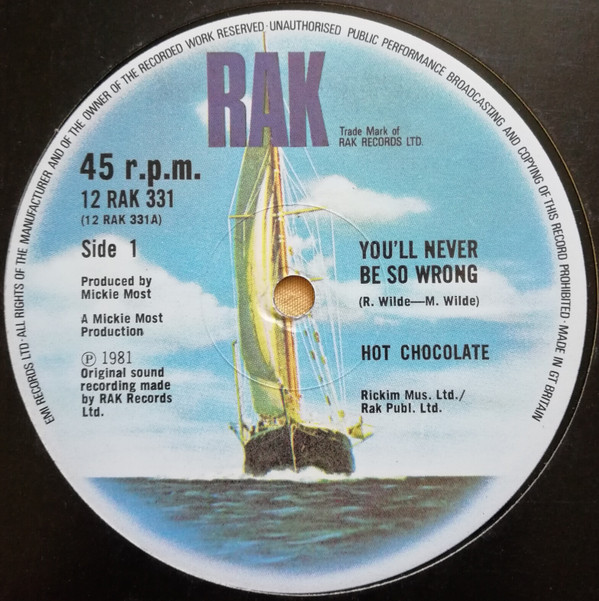 EMI RECORDS LTD·ALL RIGHTS OF THE MANUFACTURER AND OF THE OWNER OF THE RECORDED WORK RESERVED·UNAUTHORISED PUBLIC PERFORMANCE BROADCASTING AND COPYING OF THIS RECORD PROHIBITED·MADE IN GT BRITAIN
RAK
Trade Mark of
RAK RECORDS LTD.
45 r.p.m.
12 RAK 331
(12 RAK 331A)
Side 1
Produced by
Mickie Most
A Mickie Most
Production
℗ 1981
Original sound
recording made
by RAK Records
Ltd.
YOU'LL NEVER
BE SO WRONG
(R. Wilde—M. Wilde)
HOT CHOCOLATE
Rickim Mus. Ltd./
Rak Publ. Ltd.